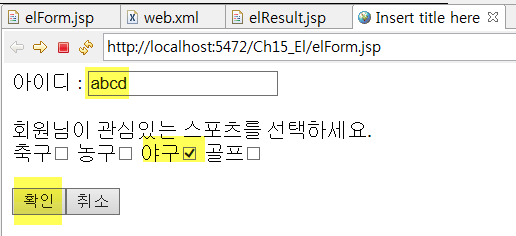 elForm.jsp web.xml elResult.jsp Insert title here
http://localhost:5472/Ch15_El/elForm.jsp
아이디 : abcd
회원님이 관심있는 스포츠를 선택하세요.
축구 농구 야구 골프
확인 취소